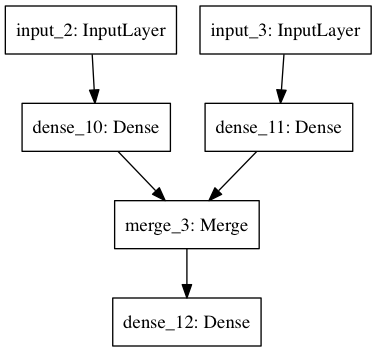 input_2: InputLayer
input_3: InputLayer
dense_10: Dense
dense_11: Dense
merge_3: Merge
dense_12: Dense